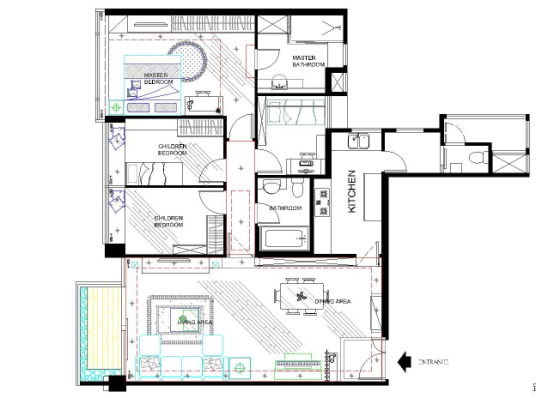 MASTER
BEDROOM
MASTER
BATHROOM
CHILDREN
BEDROOM
KITCHEN
BATHROOM
CHILDREN
BEDROOM
DINING AREA
LIVING AREA
ENTRANCE